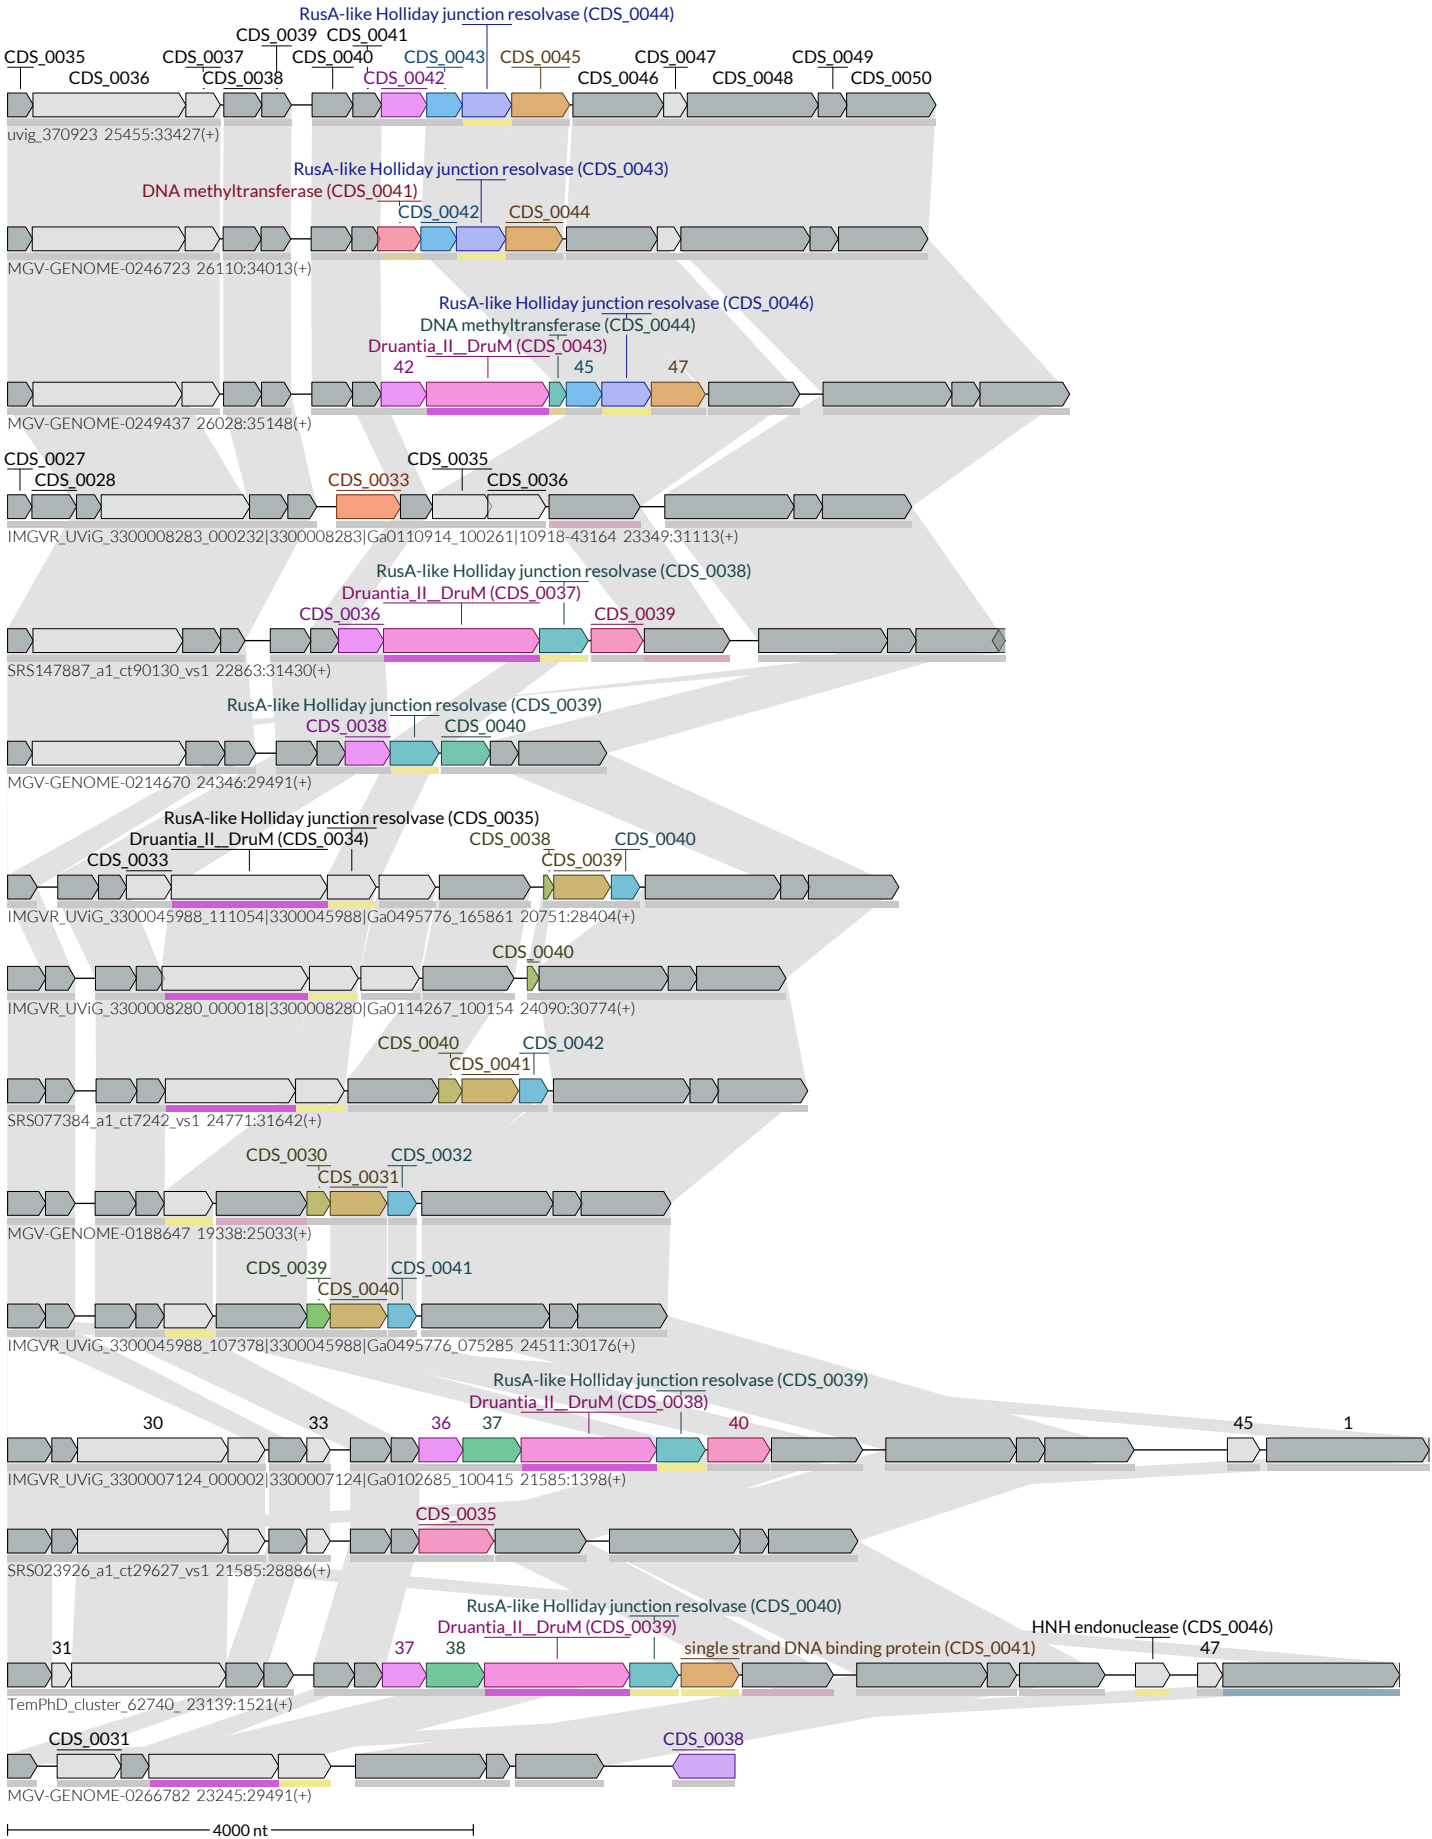 RusA-like Holliday junction resolvase (CDS_0044)
CDS_0039 CDS_0041
CDS_0035 CDS_0037 CDS_0040 CDS_0043 CDS_0045 CDS_0047 CDS_0049
CDS_0036 CDS_0038 CDS_0042 CDS_0046 CDS_0048 CDS_0050
uvig_370923 25455:33427(+)
RusA-like Holliday junction resolvase (CDS_0043)
DNA methyltransferase (CDS_0041)
CDS_0042 CDS_0044
MGV-GENOME-0246723 26110:34013(+)
RusA-like Holliday junction resolvase (CDS_0046)
DNA methyltransferase (CDS_0044)
Druantia_II__DruM (CDS_0043)
42 45 47
MGV-GENOME-0249437 26028:35148(+)
CDS_0027 CDS_0035
CDS_0028 CDS_0033 CDS_0036
IMGVR_UViG_3300008283_000232|3300008283|Ga0110914_100261|10918-43164 23349:31113(+)
RusA-like Holliday junction resolvase (CDS_0038)
Druantia_II__DruM (CDS_0037)
CDS_0036 CDS_0039
SRS147887_a1_ct90130_vs1 22863:31430(+)
RusA-like Holliday junction resolvase (CDS_0039)
CDS_0038 CDS_0040
MGV-GENOME-0214670 24346:29491(+)
RusA-like Holliday junction resolvase (CDS_0035)
Druantia_II__DruM (CDS_0034) CDS_0038 CDS_0040
CDS_0033 CDS_0039
IMGVR_UViG_3300045988_111054|3300045988|Ga0495776_165861 20751:28404(+)
CDS_0040
IMGVR_UViG_3300008280_000018|3300008280|Ga0114267_100154 24090:30774(+)
CDS_0040 CDS_0042
CDS_0041
SRS077384_a1_ct7242_vs1 24771:31642(+)
CDS_0030 CDS_0032
CDS_0031
MGV-GENOME-0188647 19338:25033(+)
CDS_0039 CDS_0041
CDS_0040
IMGVR_UViG_3300045988_107378|3300045988|Ga0495776_075285 24511:30176(+)
RusA-like Holliday junction resolvase (CDS_0039)
Druantia_II__DruM (CDS_0038)
30 33 36 37 40 45 1
IMGVR_UViG_3300007124_000002|3300007124|Ga0102685_100415 21585:1398(+)
CDS_0035
SRS023926_a1_ct29627_vs1 21585:28886(+)
RusA-like Holliday junction resolvase (CDS_0040)
Druantia_II__DruM (CDS_0039) HNH endonuclease (CDS_0046)
31 37 38 single strand DNA binding protein (CDS_0041) 47
TemPhD_cluster_62740_ 23139:1521(+)
CDS_0031 CDS_0038
MGV-GENOME-0266782 23245:29491(+)
4000 nt